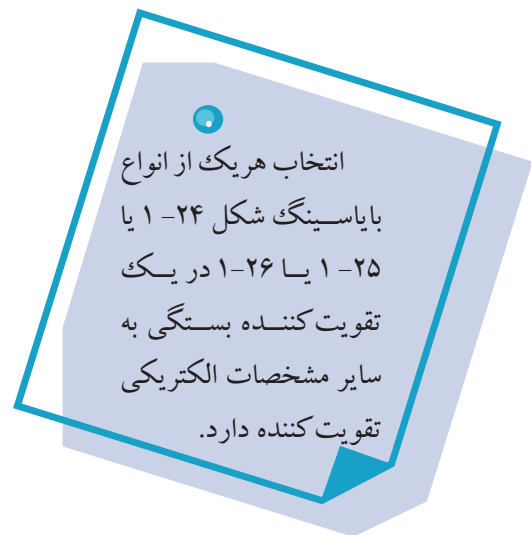 انتخاب هریک از انواع
بایاسینگ شکل ۲۴-۱ یا
۲۵-۱ یا ۲۶-۱ در یک
تقویت‌کننده بستگی به
سایر مشخصات الکتریکی
تقویت‌کننده دارد.